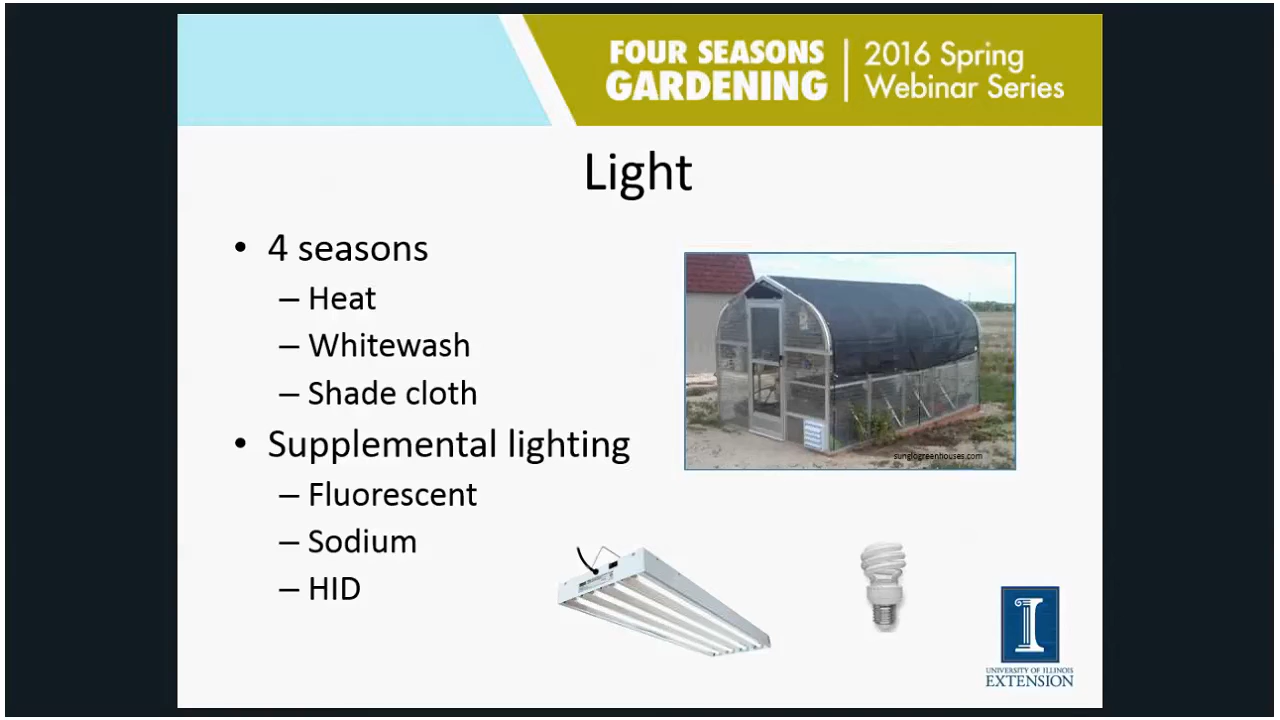 FOUR SEASONS
GARDENING
2016 Spring
Webinar Series
Light
• 4 seasons
– Heat
– Whitewash
– Shade cloth
• Supplemental lighting
– Fluorescent
– Sodium
– HID
sunglogreenhouses.com
I
UNIVERSITY OF ILLINOIS
EXTENSION